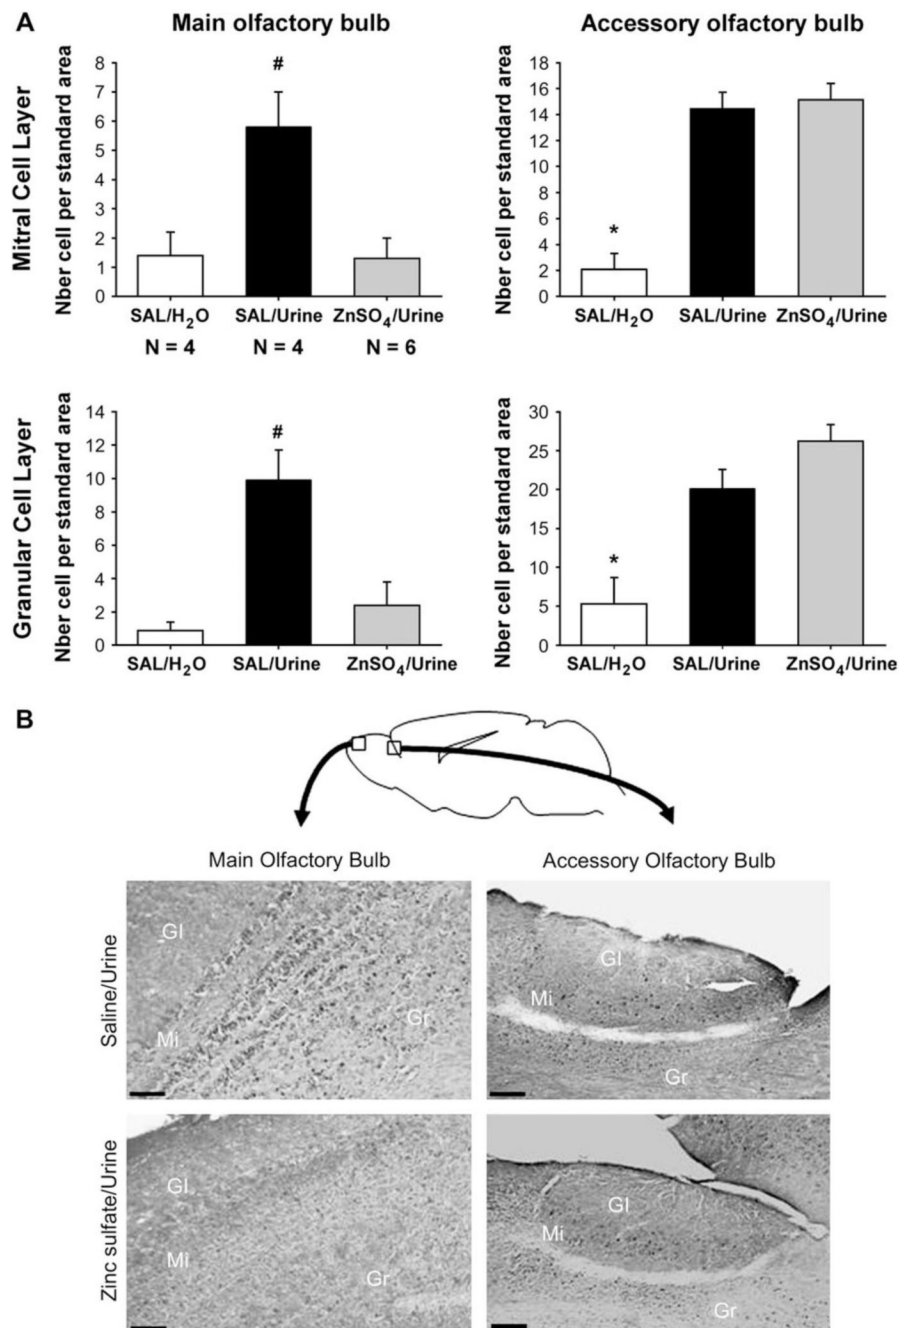 A
Main olfactory bulb
Accessory olfactory bulb
Mitral Cell Layer
Nber cell per standard area
8
7
6
5
4
3
2
1
0
#
SAL/H2O
SAL/Urine
ZnSO4/Urine
N = 4
N = 4
N = 6
Nber cell per standard area
18
16
14
12
10
8
6
4
2
0
*
SAL/H2O
SAL/Urine
ZnSO4/Urine
Granular Cell Layer
Nber cell per standard area
14
12
10
8
6
4
2
0
#
SAL/H2O
SAL/Urine
ZnSO4/Urine
Nber cell per standard area
30
25
20
15
10
5
0
*
SAL/H2O
SAL/Urine
ZnSO4/Urine
B
Main Olfactory Bulb
Accessory Olfactory Bulb
Saline/Urine
Gl
Mi
Gr
Gl
Mi
Gr
Zinc sulfate/Urine
Gl
Mi
Gr
Gl
Mi
Gr